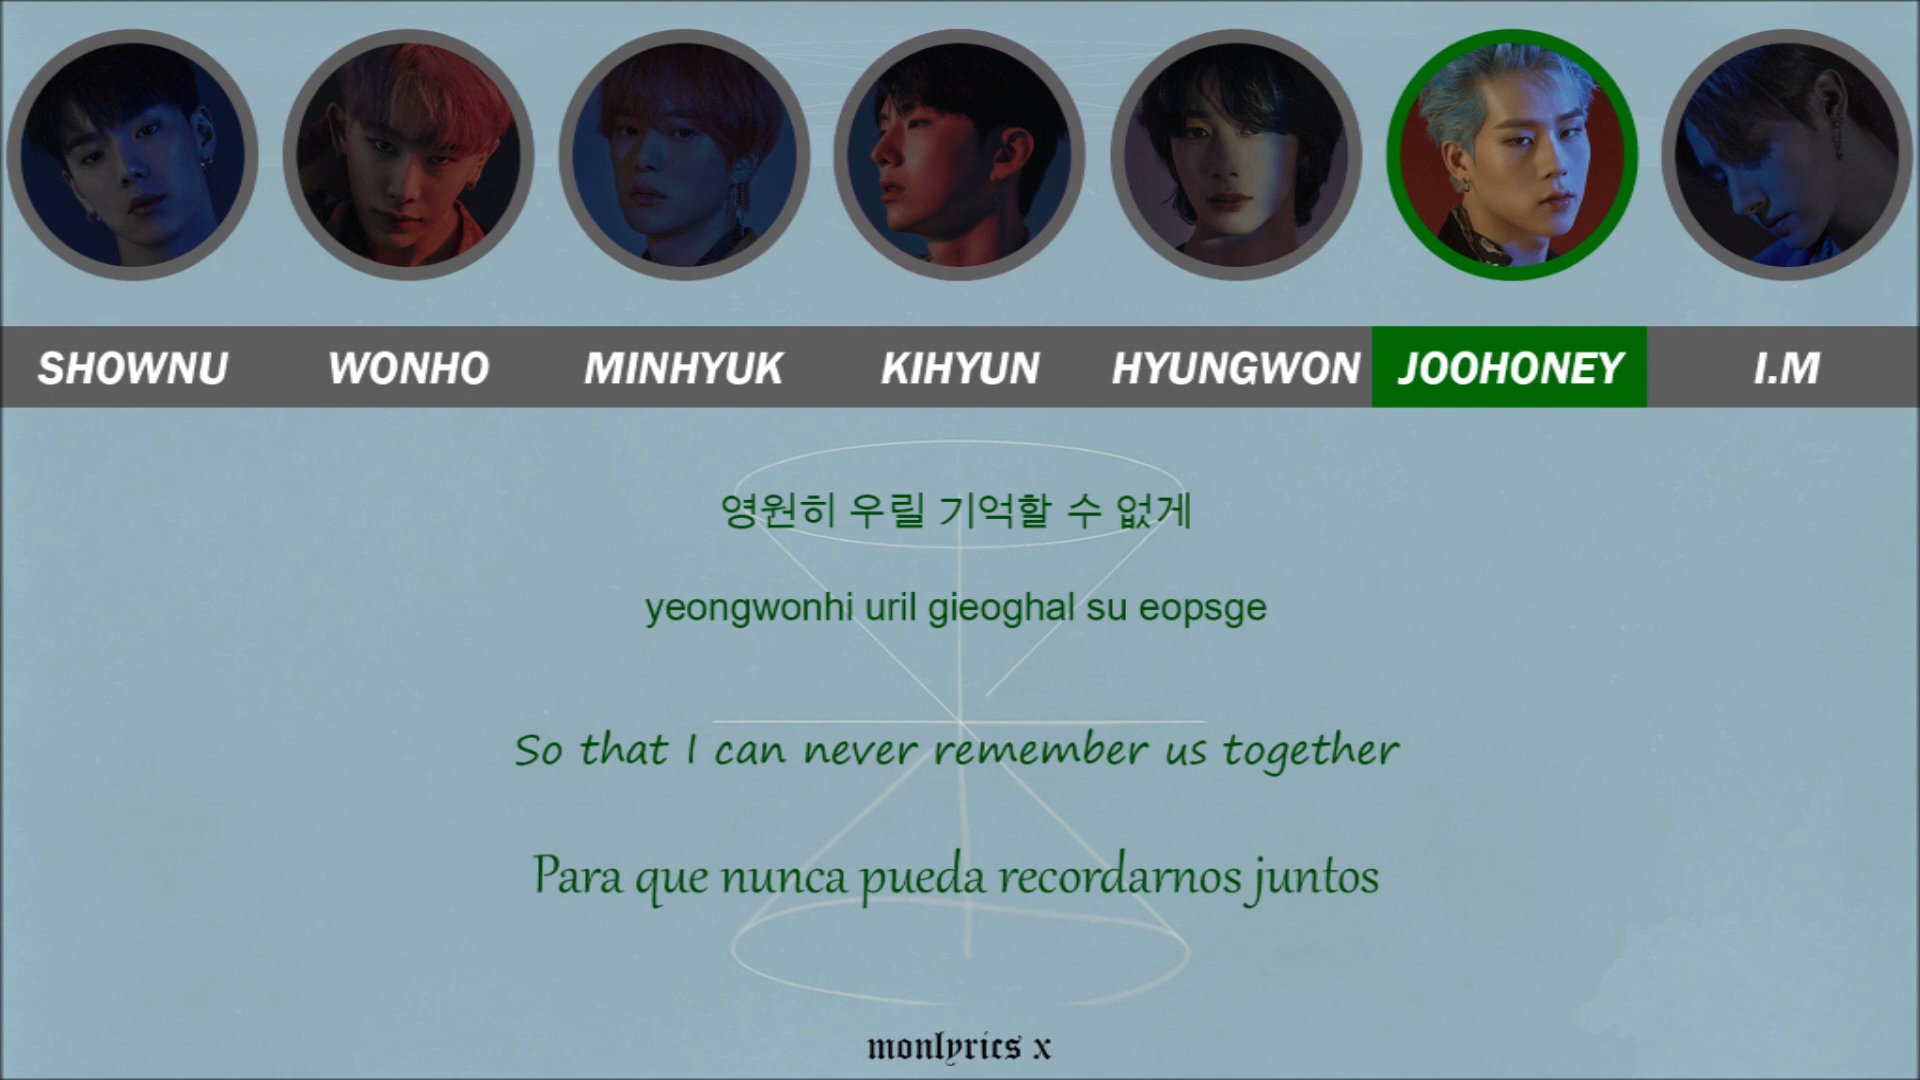 SHOWNU WONHO MINHYUK KIHYUN HYUNGWON JOOHONEY I.M
영원히 우릴 기억할 수 없게
yeongwonhi uril gieoghal su eopsge
So that I can never remember us together
Para que nunca pueda recordarnos juntos
monlyrics x